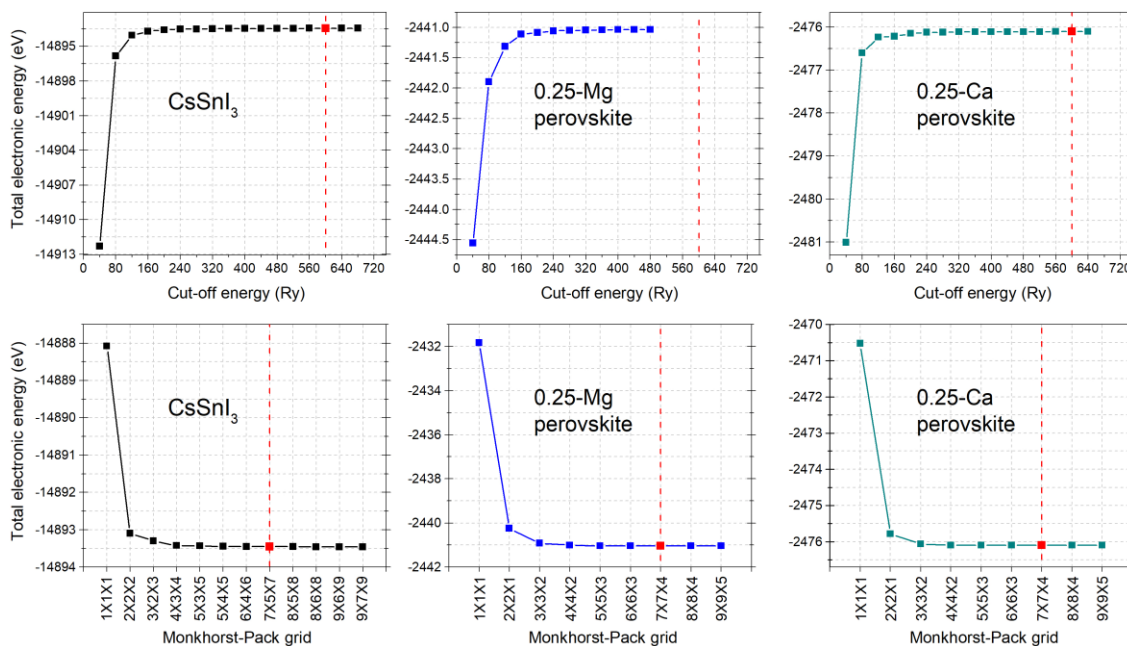 Total electronic energy (eV)
-14895
-14898
-14901
-14904
-14907
-14910
-14913
CsSnI3
0 80 160 240 320 400 480 560 640 720
Cut-off energy (Ry)
-2441.0
-2441.5
-2442.0
-2442.5
-2443.0
-2443.5
-2444.0
-2444.5
0.25-Mg
perovskite
0 80 160 240 320 400 480 560 640 720
Cut-off energy (Ry)
-2476
-2477
-2478
-2479
-2480
-2481
0.25-Ca
perovskite
0 80 160 240 320 400 480 560 640 720
Cut-off energy (Ry)
Total electronic energy (eV)
-14888
-14889
-14890
-14891
-14892
-14893
-14894
CsSnI3
1X1X1
2X2X2
3X2X3
4X3X4
5X3X5
5X4X5
6X4X6
7X5X7
8X5X8
8X6X8
9X6X9
9X7X9
Monkhorst-Pack grid
-2432
-2434
-2436
-2438
-2440
-2442
0.25-Mg
perovskite
1X1X1
2X2X1
3X3X2
4X4X2
5X5X3
6X6X3
7X7X4
8X8X4
9X9X5
Monkhorst-Pack grid
-2470
-2471
-2472
-2473
-2474
-2475
-2476
0.25-Ca
perovskite
1X1X1
2X2X1
3X3X2
4X4X2
5X5X3
6X6X3
7X7X4
8X8X4
9X9X5
Monkhorst-Pack grid